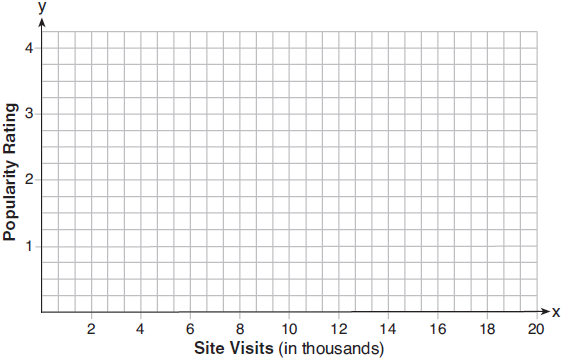 y
4
3
2
1
Popularity Rating
2 4 6 8 10 12 14 16 18 20
x
Site Visits (in thousands)